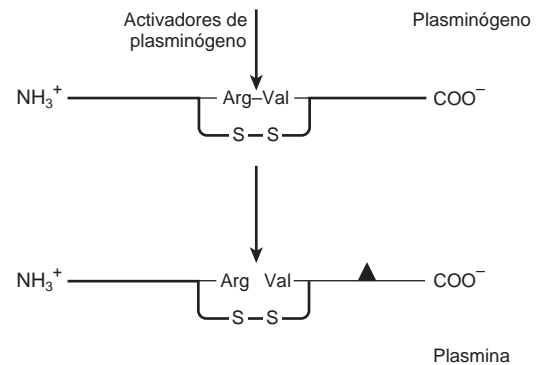 Activadores de
plasminógeno
Plasminógeno
NH₃⁺ Arg–Val COO⁻
S S
NH₃⁺ Arg Val COO⁻
S S
Plasmina